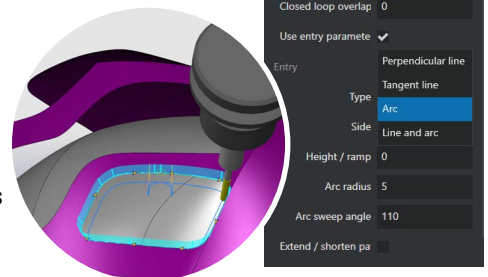 Closed loop overlap 0
Use entry paramete
Entry
Perpendicular line
Tangent line
Type
Arc
Side
Line and arc
Height / ramp 0
Arc radius 5
Arc sweep angle 110
Extend / shorten pa
s